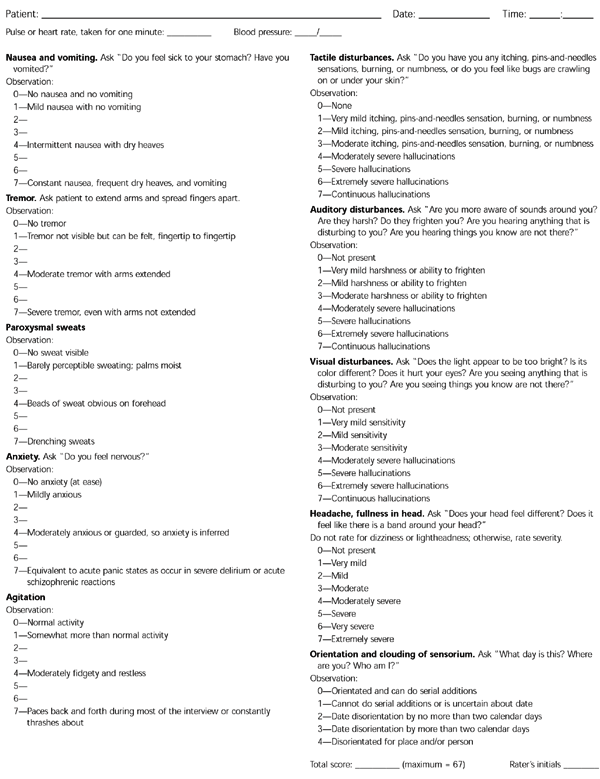 Patient: Date: Time: :
Pulse or heart rate, taken for one minute: Blood pressure: /
Nausea and vomiting. Ask "Do you feel sick to your stomach? Have you
vomited?"
Observation:
0—No nausea and no vomiting
1—Mild nausea with no vomiting
2—
3—
4—Intermittent nausea with dry heaves
5—
6—
7—Constant nausea, frequent dry heaves, and vomiting
Tremor. Ask patient to extend arms and spread fingers apart.
Observation:
0—No tremor
1—Tremor not visible but can be felt, fingertip to fingertip
2—
3—
4—Moderate tremor with arms extended
5—
6—
7—Severe tremor, even with arms not extended
Paroxysmal sweats
Observation:
0—No sweat visible
1—Barely perceptible sweating; palms moist
2—
3—
4—Beads of sweat obvious on forehead
5—
6—
7—Drenching sweats
Anxiety. Ask "Do you feel nervous?"
Observation:
0—No anxiety (at ease)
1—Mildly anxious
2—
3—
4—Moderately anxious or guarded, so anxiety is inferred
5—
6—
7—Equivalent to acute panic states as occur in severe delirium or acute
schizophrenic reactions
Agitation
Observation:
0—Normal activity
1—Somewhat more than normal activity
2—
3—
4—Moderately fidgety and restless
5—
6—
7—Paces back and forth during most of the interview or constantly
thrashes about
Tactile disturbances. Ask "Do you have you any itching, pins-and-needles
sensations, burning, or numbness, or do you feel like bugs are crawling
on or under your skin?"
Observation:
0—None
1—Very mild itching, pins-and-needles sensation, burning, or numbness
2—Mild itching, pins-and-needles sensation, burning, or numbness
3—Moderate itching, pins-and-needles sensation, burning, or numbness
4—Moderately severe hallucinations
5—Severe hallucinations
6—Extremely severe hallucinations
7—Continuous hallucinations
Auditory disturbances. Ask "Are you more aware of sounds around you?
Are they harsh? Do they frighten you? Are you hearing anything that is
disturbing to you? Are you hearing things you know are not there?"
Observation:
0—Not present
1—Very mild harshness or ability to frighten
2—Mild harshness or ability to frighten
3—Moderate harshness or ability to frighten
4—Moderately severe hallucinations
5—Severe hallucinations
6—Extremely severe hallucinations
7—Continuous hallucinations
Visual disturbances. Ask "Does the light appear to be too bright? Is its
color different? Does it hurt your eyes? Are you seeing anything that is
disturbing to you? Are you seeing things you know are not there?"
Observation:
0—Not present
1—Very mild sensitivity
2—Mild sensitivity
3—Moderate sensitivity
4—Moderately severe hallucinations
5—Severe hallucinations
6—Extremely severe hallucinations
7—Continuous hallucinations
Headache, fullness in head. Ask "Does your head feel different? Does it
feel like there is a band around your head?"
Do not rate for dizziness or lightheadness; otherwise, rate severity.
0—Not present
1—Very mild
2—Mild
3—Moderate
4—Moderately severe
5—Severe
6—Very severe
7—Extremely severe
Orientation and clouding of sensorium. Ask "What day is this? Where
are you? Who am I?"
Observation:
0—Orientated and can do serial additions
1—Cannot do serial additions or is uncertain about date
2—Date disorientation by no more than two calendar days
3—Date disorientation by more than two calendar days
4—Disorientated for place and/or person
Total score: (maximum = 67) Rater's initials